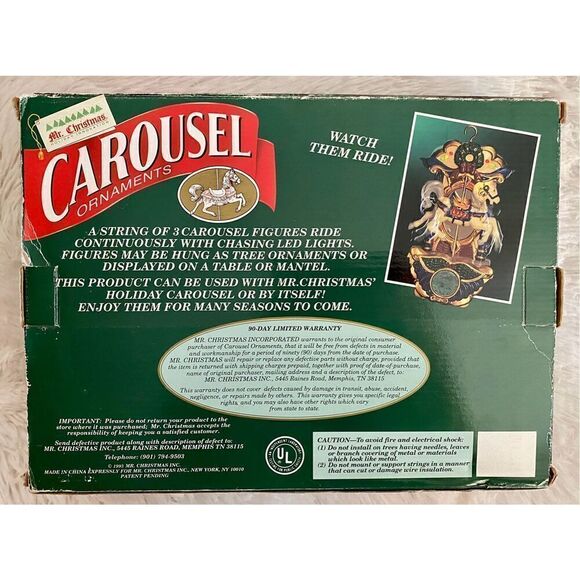 Mr. Christmas
CAROUSEL
ORNAMENTS
WATCH
THEM RIDE!
A STRING OF 3 CAROUSEL FIGURES RIDE
CONTINUOUSLY WITH CHASING LED LIGHTS.
FIGURES MAY BE HUNG AS TREE ORNAMENTS OR
DISPLAYED ON A TABLE OR MANTEL.
THIS PRODUCT CAN BE USED WITH MR.CHRISTMAS'
HOLIDAY CAROUSEL OR BY ITSELF!
ENJOY THEM FOR MANY SEASONS TO COME.
90-DAY LIMITED WARRANTY
MR. CHRISTMAS INCORPORATED warrants to the original consumer
purchaser of Carousel Ornaments, that it will be free from defects in material
and workmanship for a period of ninety (90) days from the date of purchase.
MR. CHRISTMAS will repair or replace any defective parts without charge, provided that
the item is returned with shipping charges prepaid, together with proof of date-of-purchase,
name of original purchaser, mailing address and a description of the defect, to:
MR. CHRISTMAS INC., 5445 Raines Road, Memphis, TN 38115
This warranty does not cover defects caused by damage in transit, abuse, accident,
negligence, or repairs made by others. This warranty gives you specific legal
rights, and you may also have other rights which vary
from state to state.
IMPORTANT: Please do not return your product to the
store where it was purchased; Mr. Christmas accepts the
responsibility of keeping you a satisfied customer.
Send defective product along with description of defect to:
MR. CHRISTMAS INC., 5445 RAINES ROAD, MEMPHIS TN 38115
Telephone: (901) 794-9503
© 1993 MR. CHRISTMAS INC.
MADE IN CHINA EXPRESSLY FOR MR. CHRISTMAS INC., NEW YORK, NY 10010
PATENT PENDING
UL
CAUTION—To avoid fire and electrical shock:
(1) Do not install on trees having needles, leaves
or branch covering of metal or materials
which look like metal.
(2) Do not mount or support strings in a manner
that can cut or damage wire insulation.